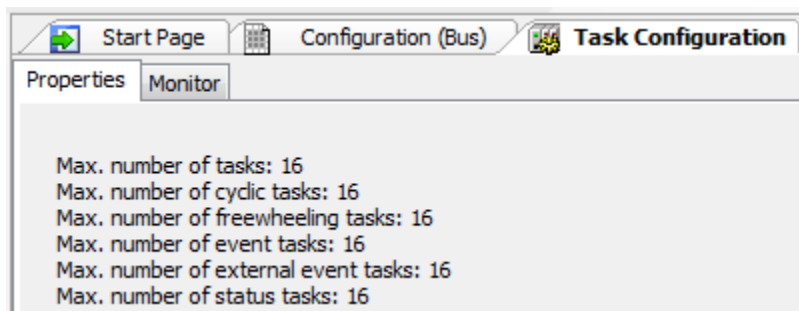 Start Page Configuration (Bus) Task Configuration
Properties Monitor
Max. number of tasks: 16
Max. number of cyclic tasks: 16
Max. number of freewheeling tasks: 16
Max. number of event tasks: 16
Max. number of external event tasks: 16
Max. number of status tasks: 16